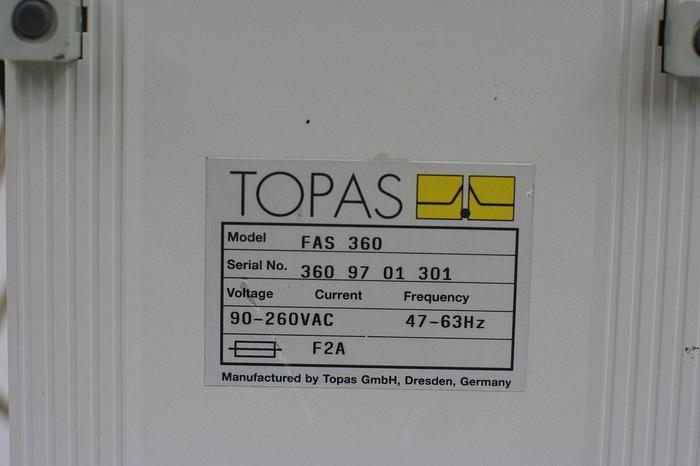 TOPAS
Model FAS 360
Serial No. 360 97 01 301
Voltage Current Frequency
90-260VAC 47-63Hz
F2A
Manufactured by Topas GmbH, Dresden, Germany